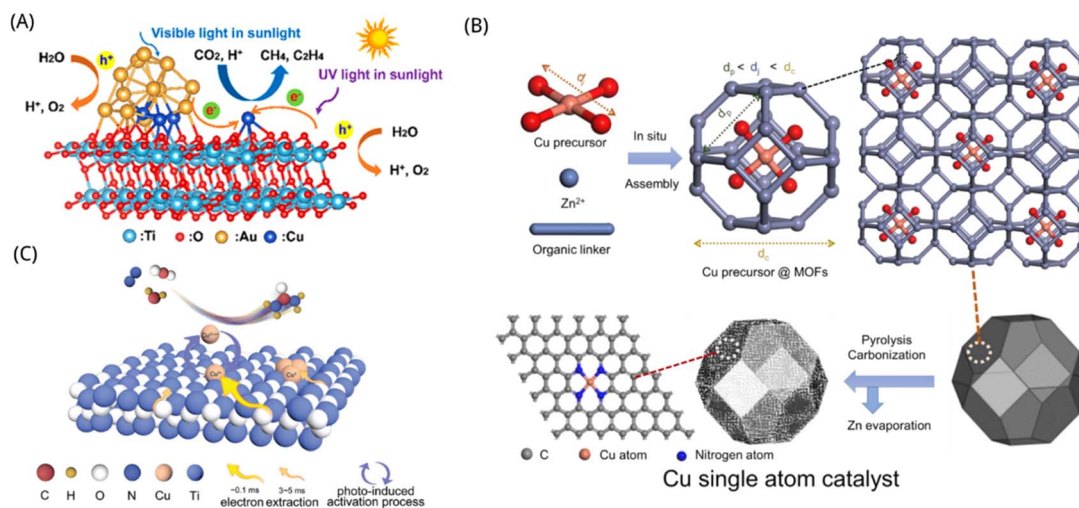 (A)
Visible light in sunlight
H2O
h+
CO2, H+
CH4, C2H4
UV light in sunlight
H+, O2
e-
e-
h+
H2O
H+, O2
:Ti :O :Au :Cu
(B)
d
Cu precursor
Zn2+
Organic linker
In situ
Assembly
dp < dj < dc
dp
dc
Cu precursor @ MOFs
Pyrolysis
Carbonization
Zn evaporation
C Cu atom Nitrogen atom
Cu single atom catalyst
(C)
C H O N Cu Ti
~0.1 ms
electron
3~5 ms
extraction
photo-induced
activation process